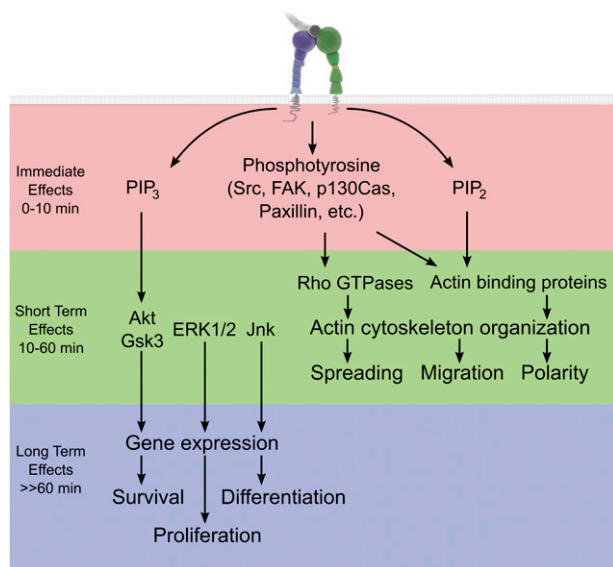 Immediate
Effects
0-10 min
PIP3
Phosphotyrosine
(Src, FAK, p130Cas,
Paxillin, etc.)
PIP2
Short Term
Effects
10-60 min
Akt
Gsk3
ERK1/2
Jnk
Rho GTPases
Actin binding proteins
Actin cytoskeleton organization
Spreading
Migration
Polarity
Long Term
Effects
>>60 min
Gene expression
Survival
Differentiation
Proliferation